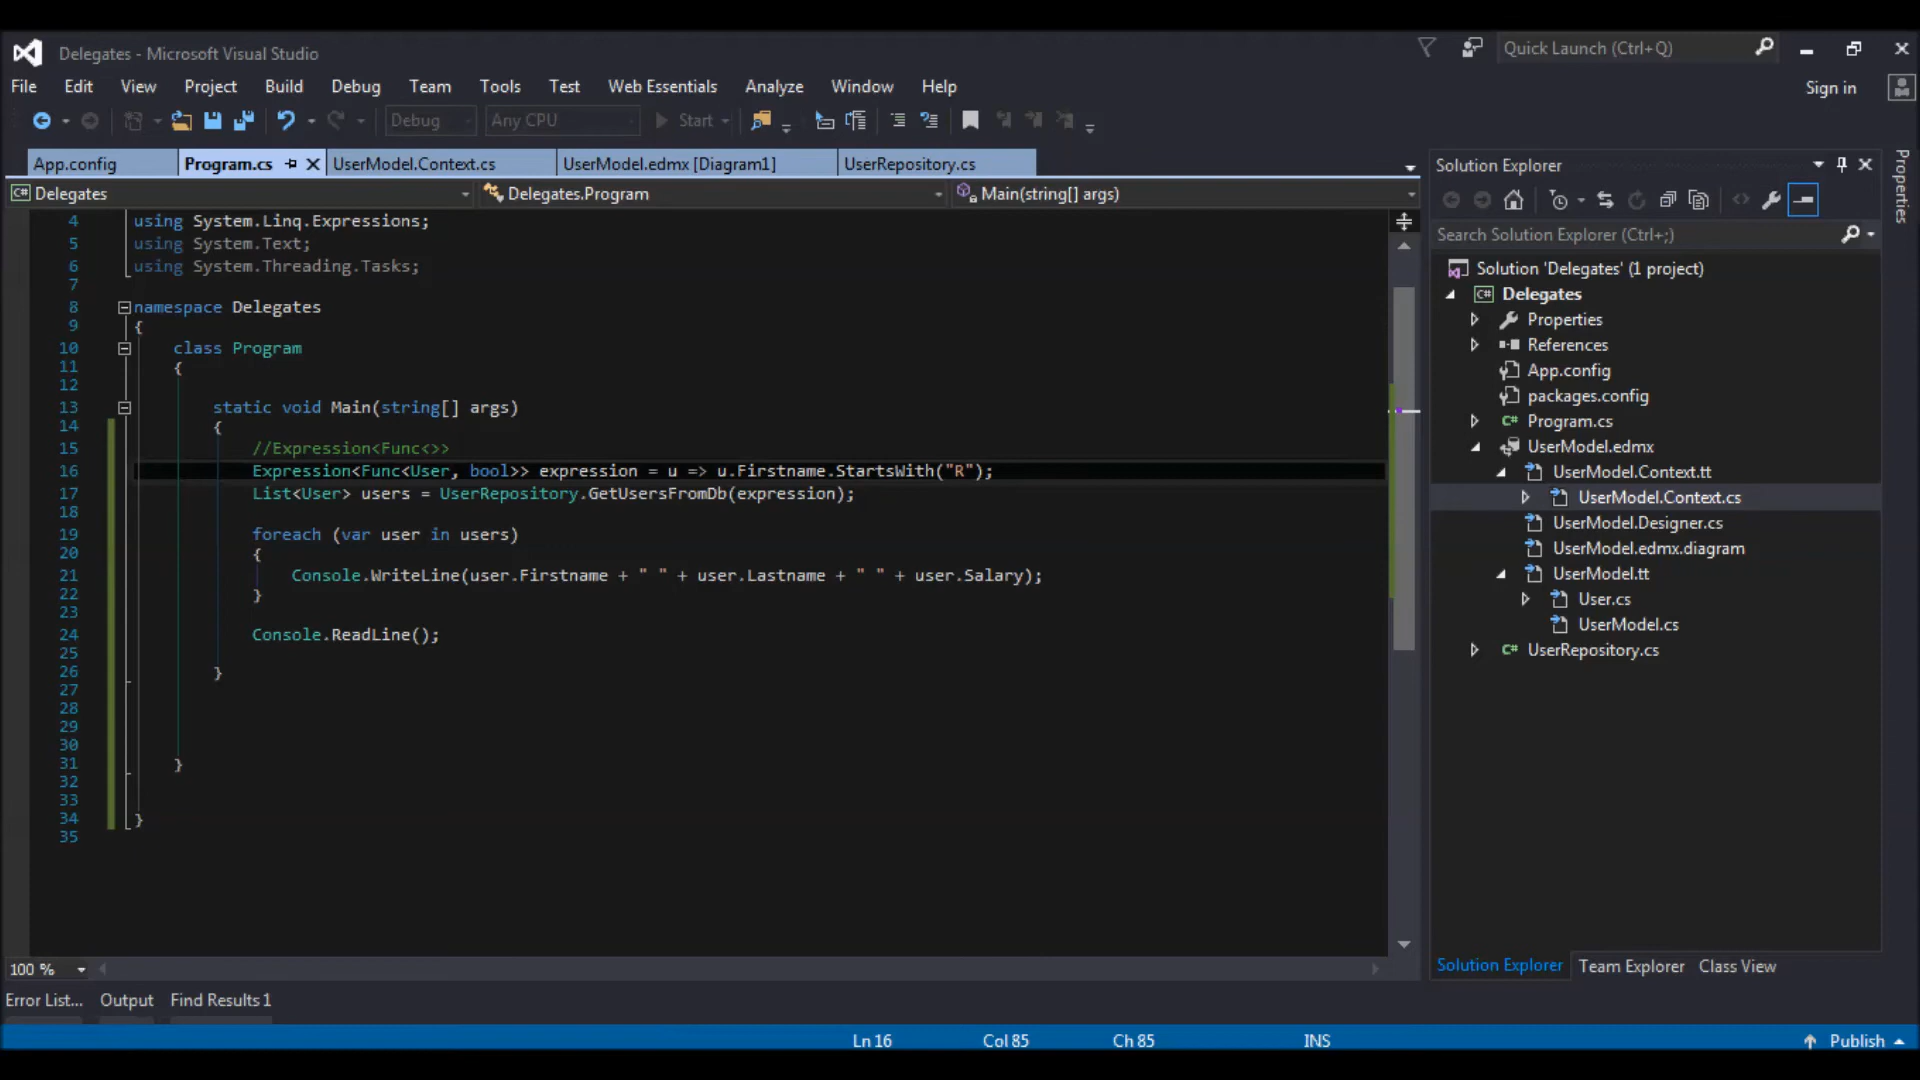 Delegates - Microsoft Visual Studio
Quick Launch (Ctrl+Q)
File Edit View Project Build Debug Team Tools Test Web Essentials Analyze Window Help
Sign in
Debug Any CPU Start
App.config Program.cs UserModel.Context.cs UserModel.edmx [Diagram1] UserRepository.cs
Delegates Delegates.Program Main(string[] args)
4 using System.Linq.Expressions;
5 using System.Text;
6 using System.Threading.Tasks;
7
8 namespace Delegates
9 {
10 class Program
11 {
12
13 static void Main(string[] args)
14 {
15 //Expression<Func<>>
16 Expression<Func<User, bool>> expression = u => u.Firstname.StartsWith("R");
17 List<User> users = UserRepository.GetUsersFromDb(expression);
18
19 foreach (var user in users)
20 {
21 Console.WriteLine(user.Firstname + " " + user.Lastname + " " + user.Salary);
22 }
23
24 Console.ReadLine();
25
26 }
27
28
29
30
31 }
32
33
34 }
35
100 %
Error List... Output Find Results 1
Solution Explorer
Search Solution Explorer (Ctrl+;)
Solution 'Delegates' (1 project)
C# Delegates
Properties
References
App.config
packages.config
C# Program.cs
UserModel.edmx
UserModel.Context.tt
UserModel.Context.cs
UserModel.Designer.cs
UserModel.edmx.diagram
UserModel.tt
User.cs
UserModel.cs
C# UserRepository.cs
Solution Explorer Team Explorer Class View
Properties
Ln 16 Col 85 Ch 85 INS Publish